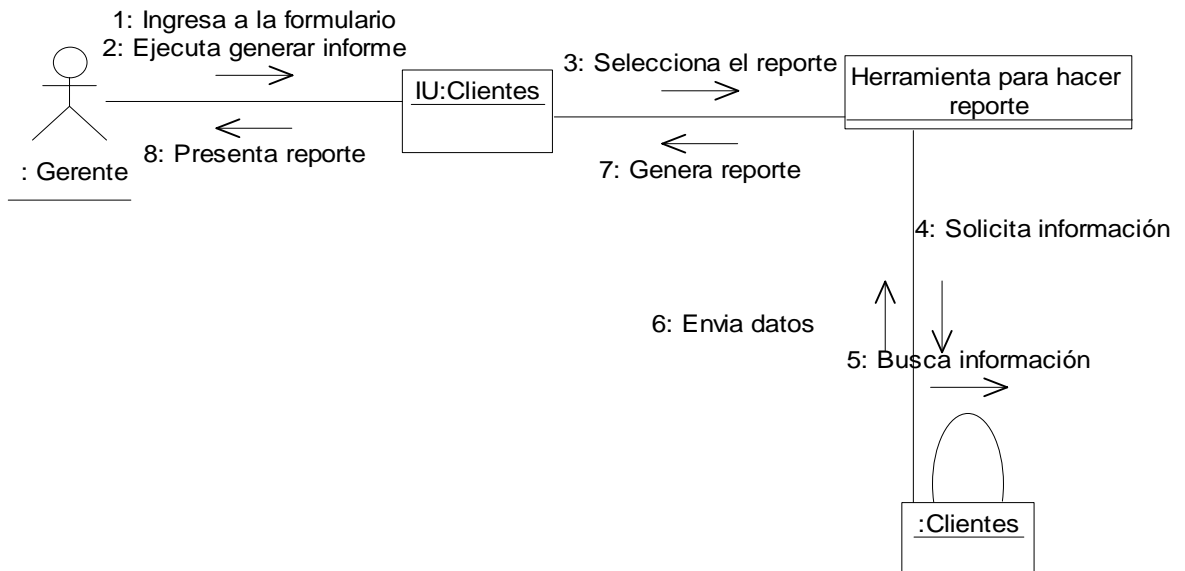 1: Ingresa a la formulario
2: Ejecuta generar informe
3: Selecciona el reporte
Herramienta para hacer
reporte
IU:Clientes
8: Presenta reporte
7: Genera reporte
: Gerente
4: Solicita información
6: Envia datos
5: Busca información
:Clientes